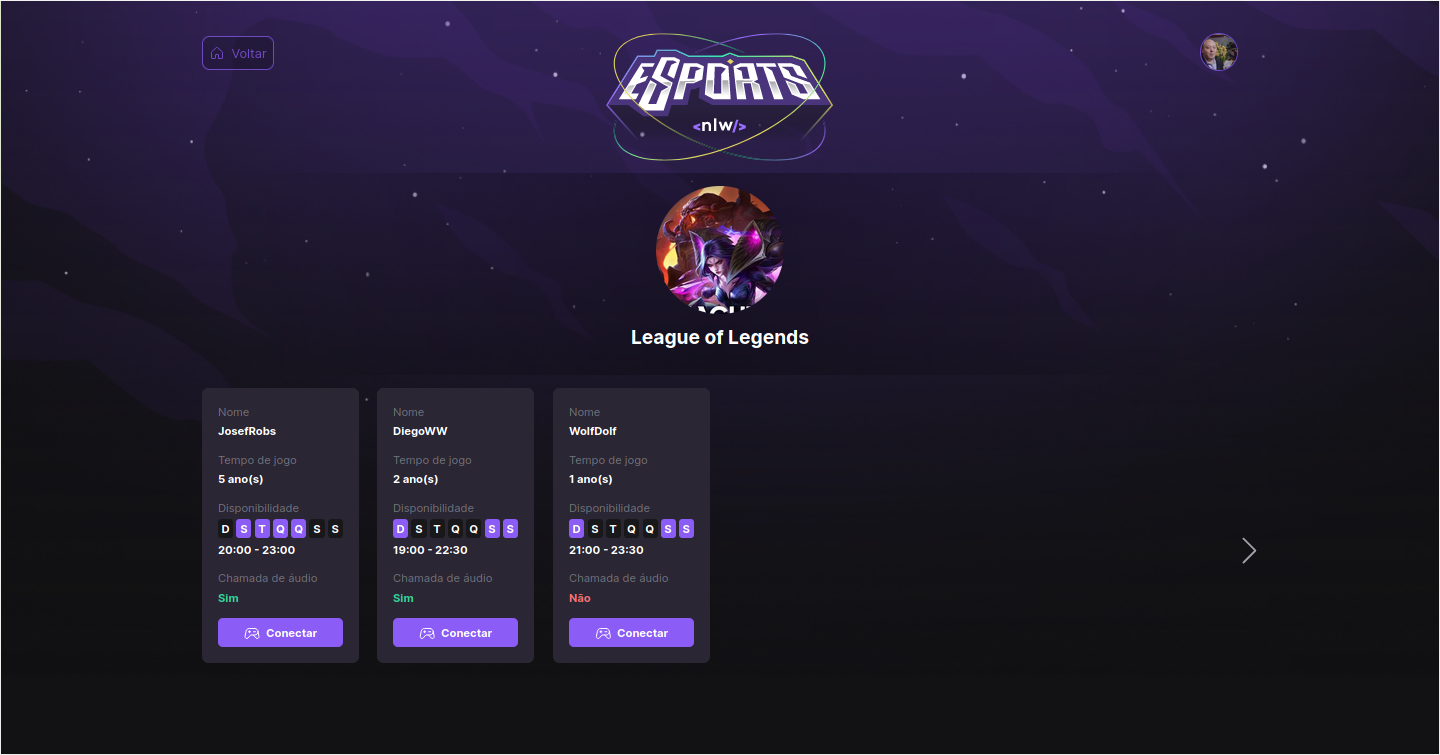 Voltar
ESPORTS
<nlw/>
League of Legends
Nome
JosefRobs
Tempo de jogo
5 ano(s)
Disponibilidade
D S T Q Q S S
20:00 - 23:00
Chamada de áudio
Sim
Conectar
Nome
DiegoWW
Tempo de jogo
2 ano(s)
Disponibilidade
D S T Q Q S S
19:00 - 22:30
Chamada de áudio
Sim
Conectar
Nome
WolfDolf
Tempo de jogo
1 ano(s)
Disponibilidade
D S T Q Q S S
21:00 - 23:30
Chamada de áudio
Não
Conectar